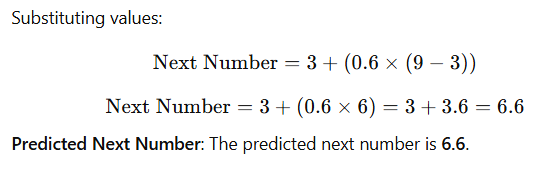 Substituting values:
Next Number = 3 + (0.6 × (9 − 3))
Next Number = 3 + (0.6 × 6) = 3 + 3.6 = 6.6
Predicted Next Number: The predicted next number is 6.6.